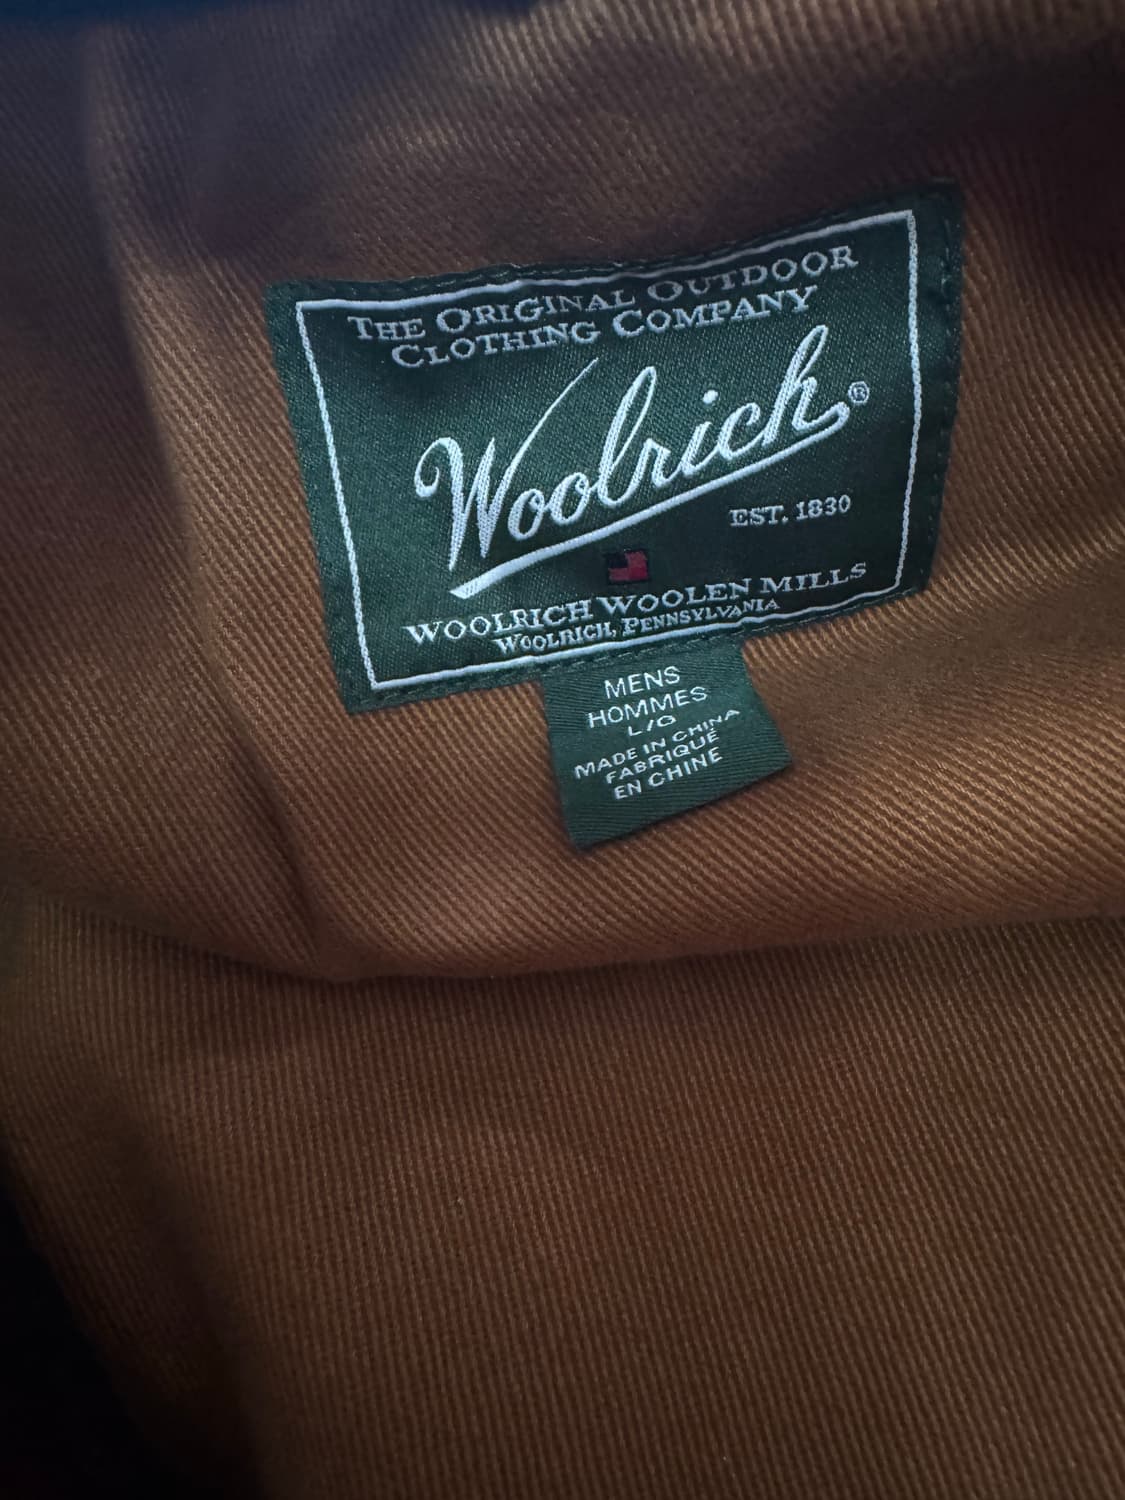 THE ORIGINAL OUTDOOR
CLOTHING COMPANY
Woolrich®
EST. 1830
WOOLRICH WOOLEN MILLS
WOOLRICH, PENNSYLVANIA
MENS
HOMMES
L/G
MADE IN CHINA
FABRIQUÉ
EN CHINE